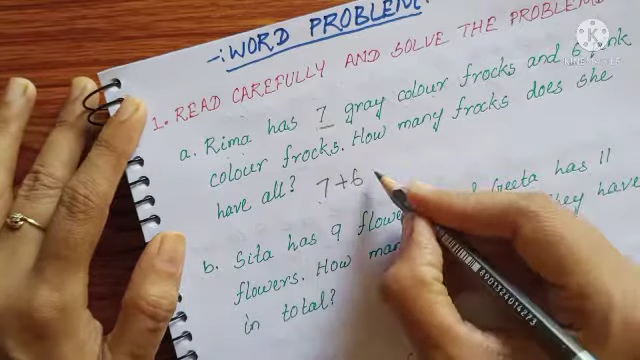 -: WORD PROBLEM
1. READ CAREFULLY AND SOLVE THE PROBLEMS
a. Rima has 7 gray colour frocks and 6 pink
colour frocks. How many frocks does she
have all? 7+6
b. Sita has 9 Geeta has 11
flowers. How they have
in total?
8901324016273